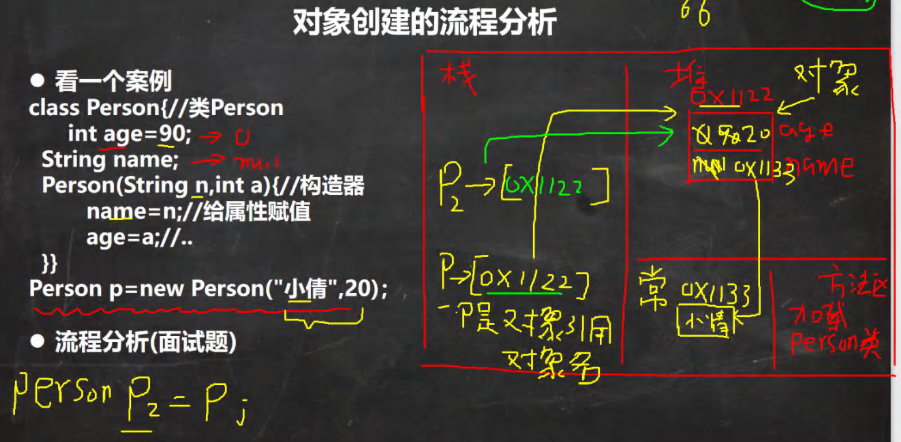 对象创建的流程分析
66
● 看一个案例
class Person{//类Person
int age=90; → 0
String name; → null
Person(String n,int a){//构造器
name=n;//给属性赋值
age=a;//..
}}
Person p=new Person("小倩",20);
● 流程分析(面试题)
Person P2=P;
栈
P2→[0X1122]
P→[0X1122]
P是对象引用
对象名
堆
0X1122
对象
20 age
null 0X1133 name
常
0X1133
小倩
方法区
加载
Person类